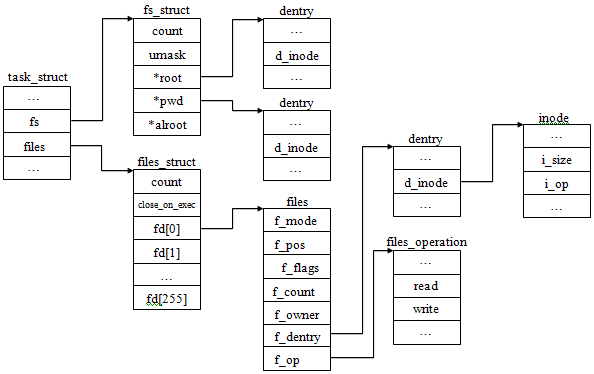 task_struct
…
fs
files
…
fs_struct
count
umask
*root
*pwd
*alroot
dentry
…
d_inode
…
dentry
…
d_inode
…
files_struct
count
close_on_exec
fd[0]
fd[1]
…
fd[255]
files
f_mode
f_pos
f_flags
f_count
f_owner
f_dentry
f_op
dentry
…
d_inode
…
inode
…
i_size
i_op
…
files_operation
…
read
write
…